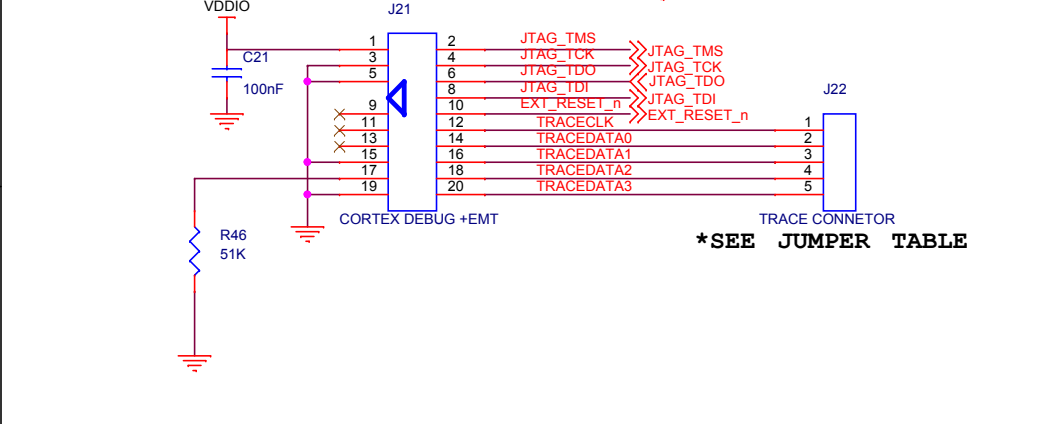 VDDIO
J21
1 2 JTAG_TMS JTAG_TMS
C21 3 4 JTAG_TCK JTAG_TCK
5 6 JTAG_TDO JTAG_TDO
100nF 8 JTAG_TDI JTAG_TDI J22
9 10 EXT_RESET_n EXT_RESET_n
11 12 TRACECLK 1
13 14 TRACEDATA0 2
15 16 TRACEDATA1 3
17 18 TRACEDATA2 4
19 20 TRACEDATA3 5
CORTEX DEBUG +EMT TRACE CONNETOR
R46 *SEE JUMPER TABLE
51K